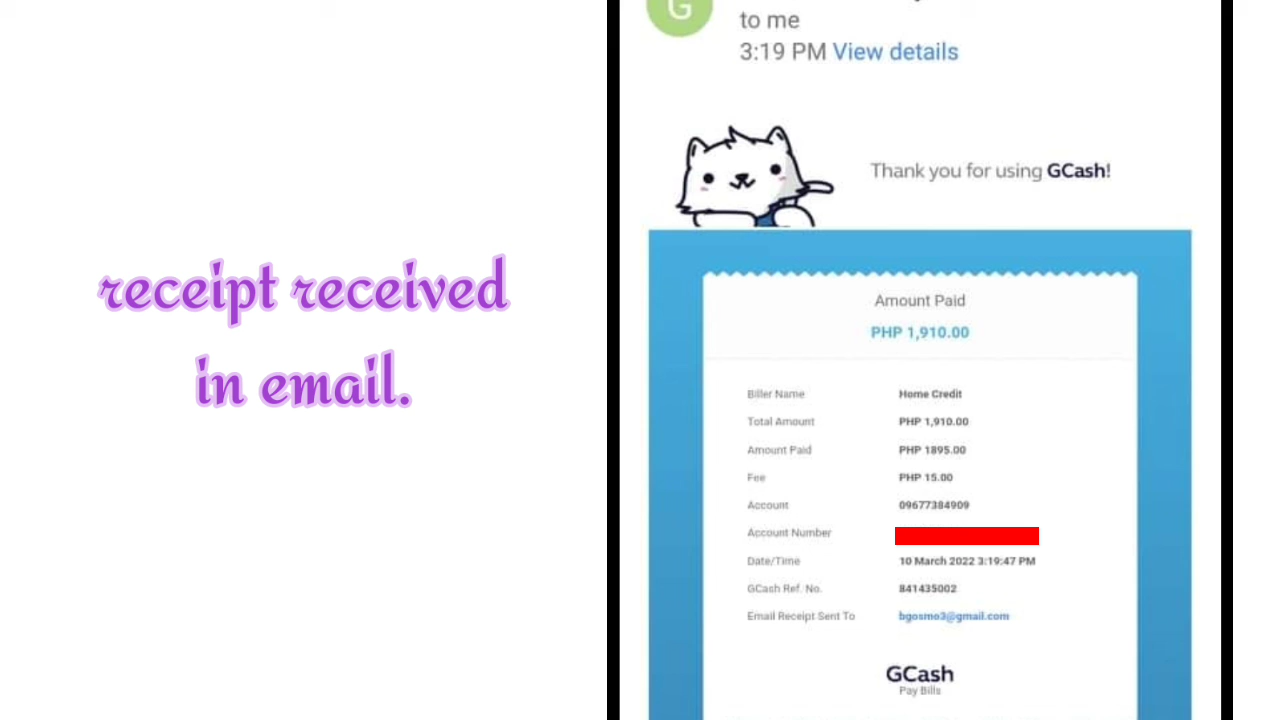 receipt received
in email.
G
to me
3:19 PM View details
Thank you for using GCash!
Amount Paid
PHP 1,910.00
Biller Name Home Credit
Total Amount PHP 1,910.00
Amount Paid PHP 1895.00
Fee PHP 15.00
Account 09677384909
Account Number
Date/Time 10 March 2022 3:19:47 PM
GCash Ref. No. 841435002
Email Receipt Sent To bgosmo3@gmail.com
GCash
Pay Bills